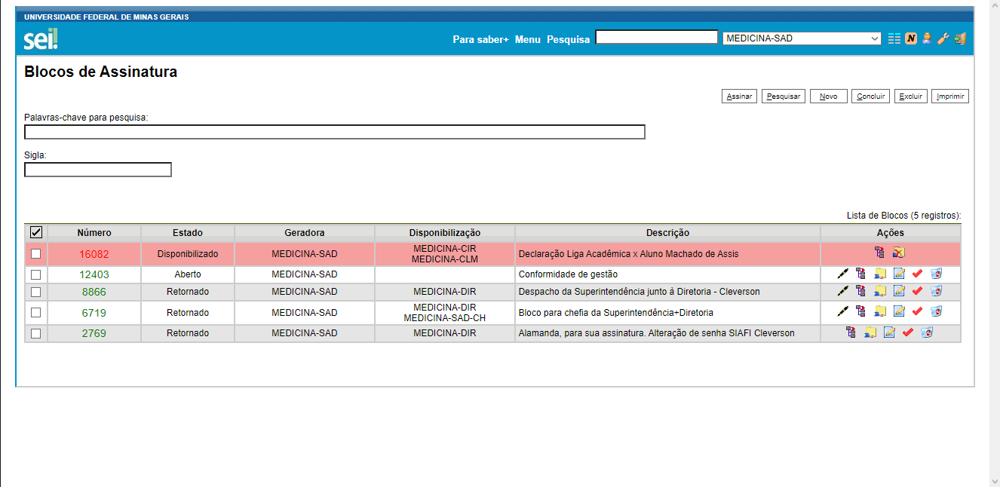 UNIVERSIDADE FEDERAL DE MINAS GERAIS
sei!
Para saber+ Menu Pesquisa MEDICINA-SAD
N
Blocos de Assinatura
Assinar Pesquisar Novo Concluir Excluir Imprimir
Palavras-chave para pesquisa:
Sigla:
Lista de Blocos (5 registros):
Número Estado Geradora Disponibilização Descrição Ações
16082 Disponibilizado MEDICINA-SAD MEDICINA-CIR MEDICINA-CLM Declaração Liga Acadêmica x Aluno Machado de Assis
12403 Aberto MEDICINA-SAD Conformidade de gestão
8866 Retornado MEDICINA-SAD MEDICINA-DIR Despacho da Superintendência junto à Diretoria - Cleverson
6719 Retornado MEDICINA-SAD MEDICINA-DIR MEDICINA-SAD-CH Bloco para chefia da Superintendência+Diretoria
2769 Retornado MEDICINA-SAD MEDICINA-DIR Alamanda, para sua assinatura. Alteração de senha SIAFI Cleverson